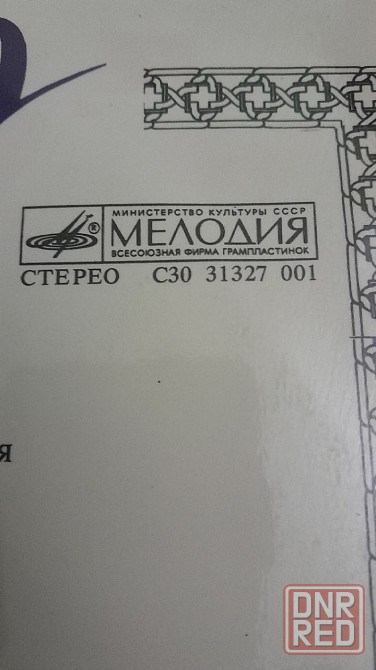 МИНИСТЕРСТВО КУЛЬТУРЫ СССР
® МЕЛОДИЯ
ВСЕСОЮЗНАЯ ФИРМА ГРАМПЛАСТИНОК
СТЕРЕО С30 31327 001
Я
DNR
RED